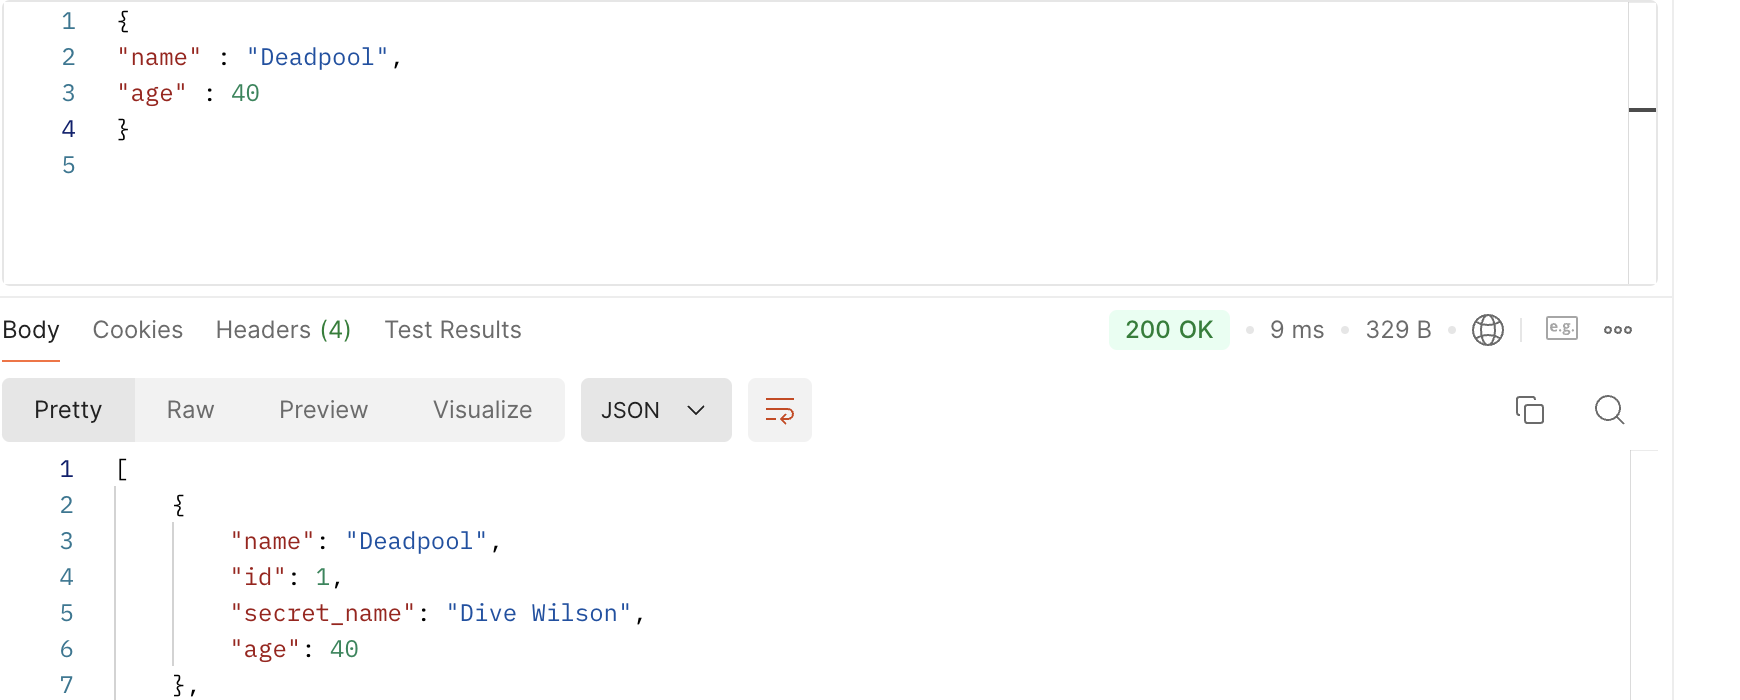 1 {
2 "name" : "Deadpool",
3 "age" : 40
4 }
5
Body Cookies Headers (4) Test Results 200 OK 9 ms 329 B e.g.
Pretty Raw Preview Visualize JSON
1 [
2 {
3 "name": "Deadpool",
4 "id": 1,
5 "secret_name": "Dive Wilson",
6 "age": 40
7 },